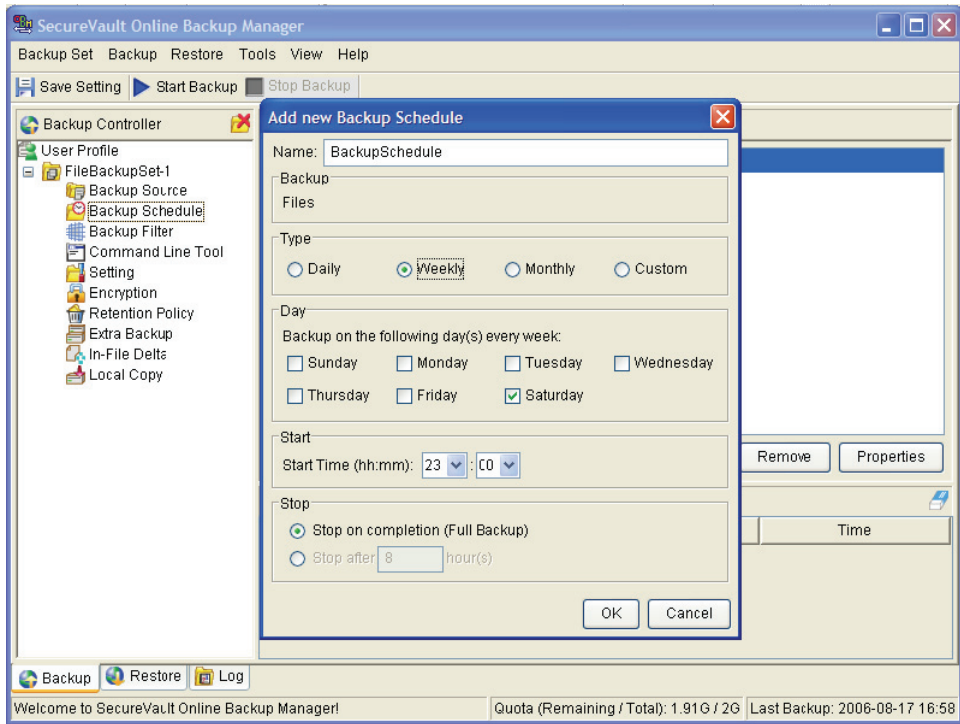 SecureVault Online Backup Manager
Backup Set Backup Restore Tools View Help
Save Setting Start Backup Stop Backup
Backup Controller
User Profile
FileBackupSet-1
Backup Source
Backup Schedule
Backup Filter
Command Line Tool
Setting
Encryption
Retention Policy
Extra Backup
In-File Delta
Local Copy
Add new Backup Schedule
Name: BackupSchedule
Backup
Files
Type
Daily Weekly Monthly Custom
Day
Backup on the following day(s) every week:
Sunday Monday Tuesday Wednesday
Thursday Friday Saturday
Start
Start Time (hh:mm): 23 : 00
Stop
Stop on completion (Full Backup)
Stop after 8 hour(s)
OK Cancel
Remove Properties
Time
Backup Restore Log
Welcome to SecureVault Online Backup Manager! Quota (Remaining / Total): 1.91G / 2G Last Backup: 2006-08-17 16:58